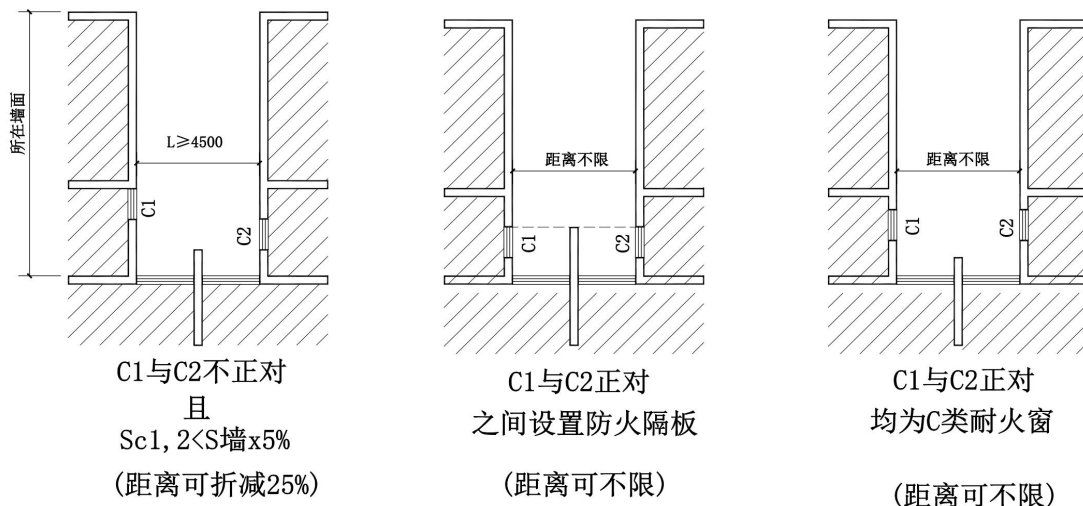 所在墙面
L≥4500
C1
C2
C1与C2不正对
且
Sc1,2<S墙x5%
(距离可折减25%)
距离不限
C1
C2
C1与C2正对
之间设置防火隔板
(距离可不限)
距离不限
C1
C2
C1与C2正对
均为C类耐火窗
(距离可不限)